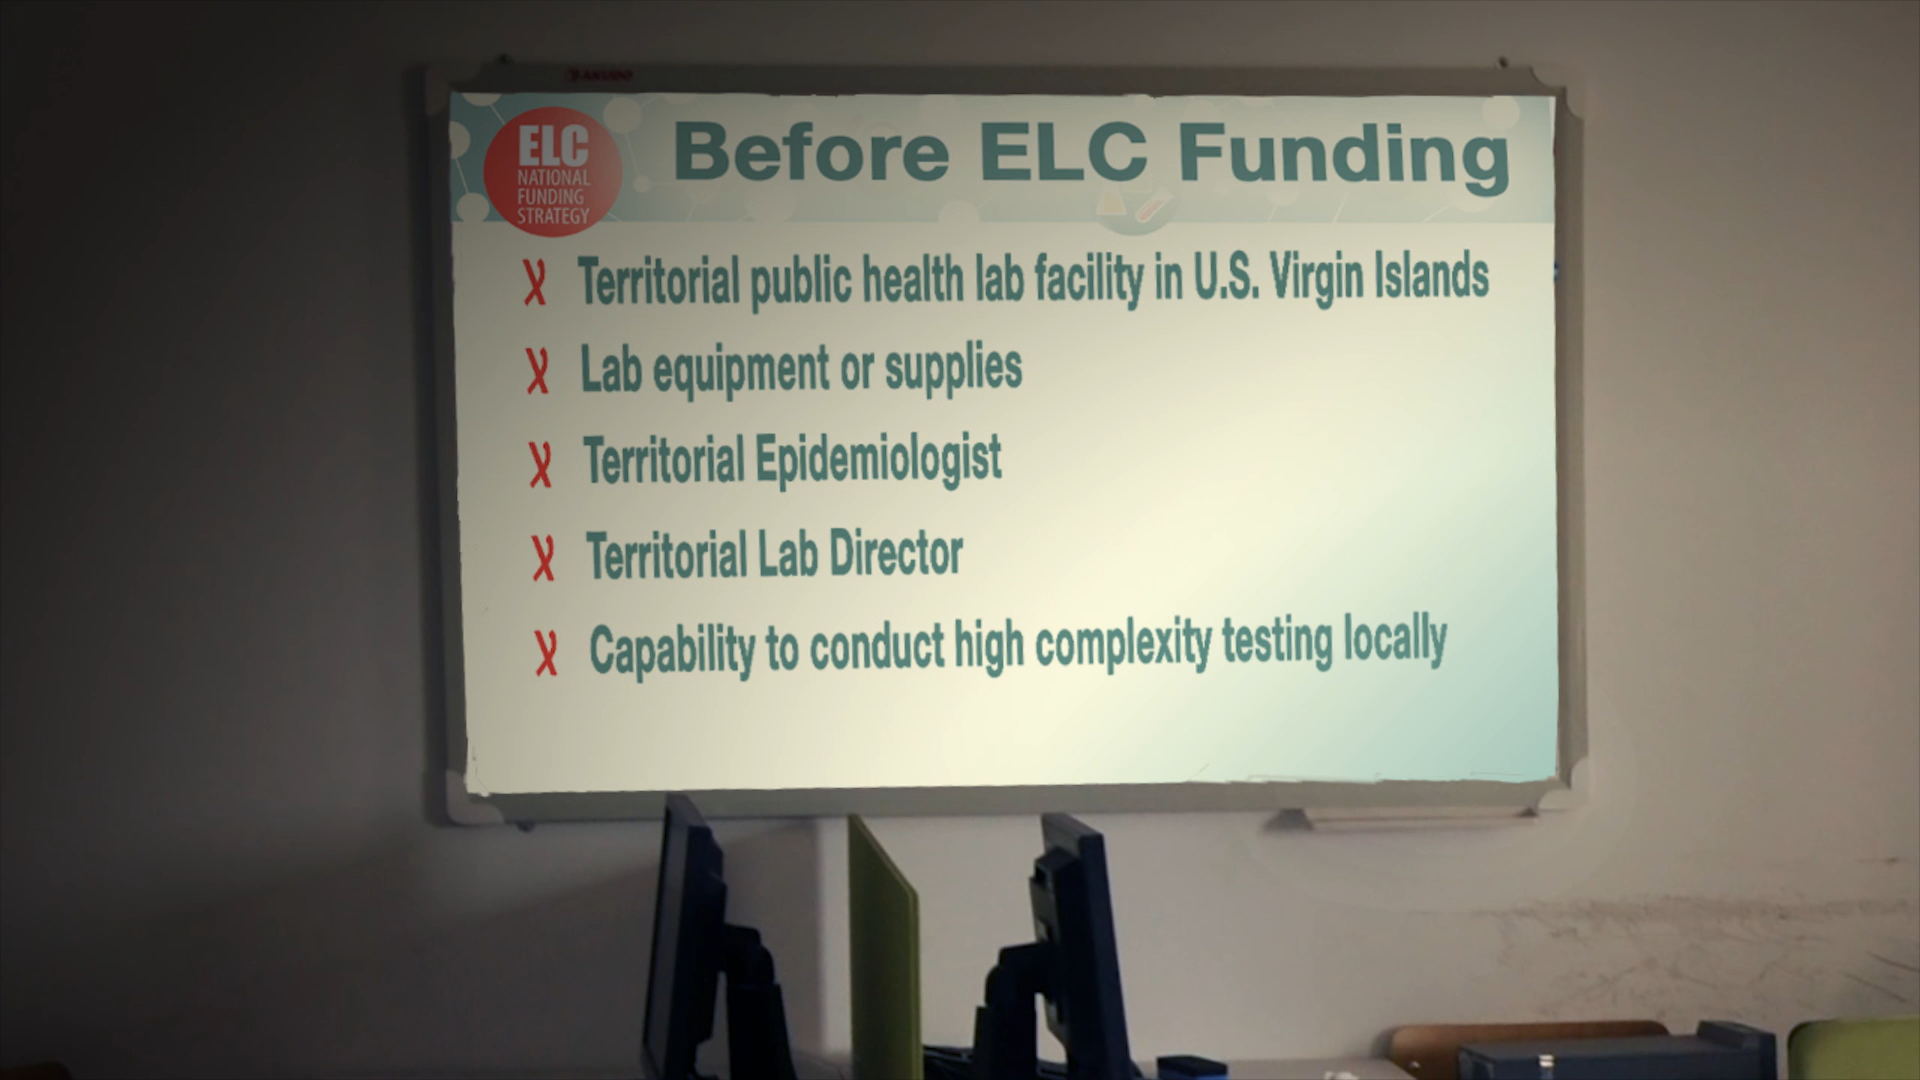 ELC
NATIONAL
FUNDING
STRATEGY
Before ELC Funding
X Territorial public health lab facility in U.S. Virgin Islands
X Lab equipment or supplies
X Territorial Epidemiologist
X Territorial Lab Director
X Capability to conduct high complexity testing locally